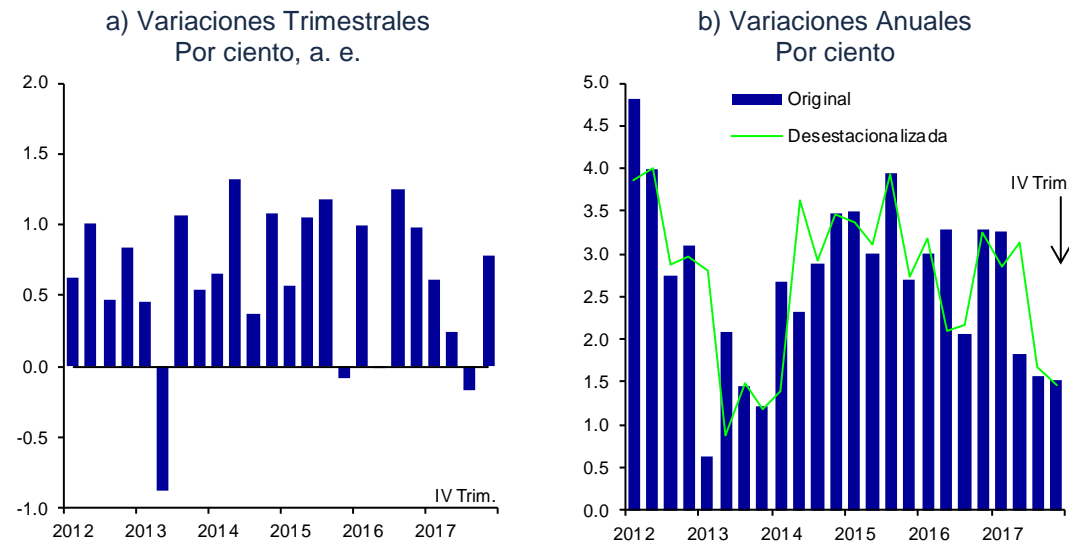 a) Variaciones Trimestrales
Por ciento, a. e.
2.0
1.5
1.0
0.5
0.0
-0.5
-1.0
IV Trim.
2012 2013 2014 2015 2016 2017
b) Variaciones Anuales
Por ciento
5.0
4.5
4.0
3.5
3.0
2.5
2.0
1.5
1.0
0.5
0.0
Original
Desestacionalizada
IV Trim
2012 2013 2014 2015 2016 2017